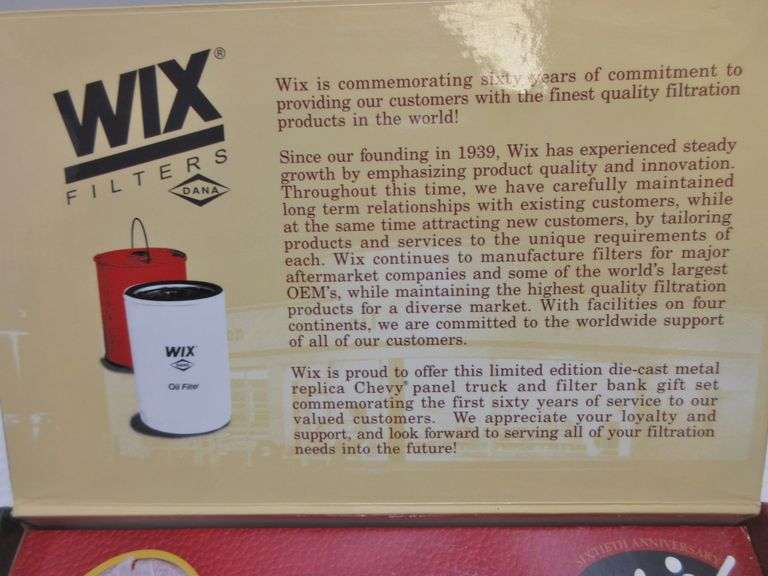 WIX®
FILTERS
DANA
WIX
DANA
Oil Filter
Wix is commemorating sixty years of commitment to
providing our customers with the finest quality filtration
products in the world!
Since our founding in 1939, Wix has experienced steady
growth by emphasizing product quality and innovation.
Throughout this time, we have carefully maintained
long term relationships with existing customers, while
at the same time attracting new customers, by tailoring
products and services to the unique requirements of
each. Wix continues to manufacture filters for major
aftermarket companies and some of the world's largest
OEM's, while maintaining the highest quality filtration
products for a diverse market. With facilities on four
continents, we are committed to the worldwide support
of all of our customers.
Wix is proud to offer this limited edition die-cast metal
replica Chevy® panel truck and filter bank gift set
commemorating the first sixty years of service to our
valued customers. We appreciate your loyalty and
support, and look forward to serving all of your filtration
needs into the future!
SIXTIETH ANNIVERSARY